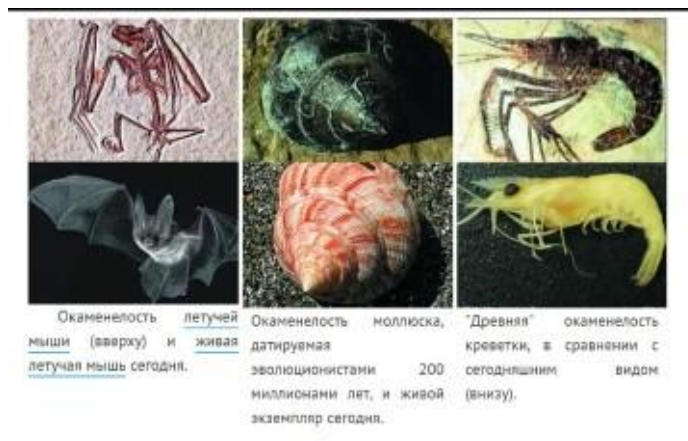 Окаменелость летучей
мыши (вверху) и живая
летучая мышь сегодня.
Окаменелость моллюска,
датируемая
эволюционистами 200
миллионами лет, и живой
экземпляр сегодня.
"Древняя" окаменелость
креветки, в сравнении с
сегодняшним видом
(внизу).